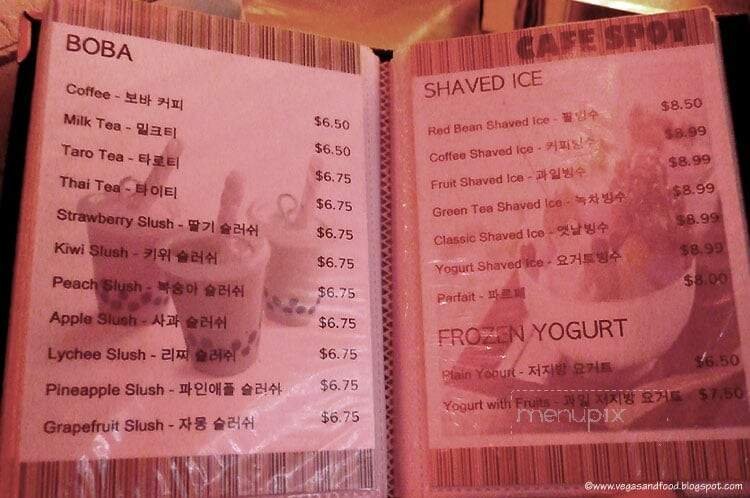 BOBA
Coffee - 보바 커피 $6.50
Milk Tea - 밀크티 $6.50
Taro Tea - 타로티 $6.75
Thai Tea - 타이티 $6.75
Strawberry Slush - 딸기 슬러쉬 $6.75
Kiwi Slush - 키위 슬러쉬 $6.75
Peach Slush - 복숭아 슬러쉬 $6.75
Apple Slush - 사과 슬러쉬 $6.75
Lychee Slush - 리찌 슬러쉬 $6.75
Pineapple Slush - 파인애플 슬러쉬 $6.75
Grapefruit Slush - 자몽 슬러쉬 $6.75
CAFE SPOT
SHAVED ICE
Red Bean Shaved Ice - 팥빙수 $8.50
Coffee Shaved Ice - 커피빙수 $8.99
Fruit Shaved Ice - 과일빙수 $8.99
Green Tea Shaved Ice - 녹차빙수 $8.99
Classic Shaved Ice - 옛날빙수 $8.99
Yogurt Shaved Ice - 요거트빙수 $8.99
Parfait - 파르페 $8.00
FROZEN YOGURT
Plain Yogurt - 저지방 요거트 $6.50
Yogurt with Fruits - 과일 저지방 요거트 $7.50
menupix
©www.vegasandfood.blogspot.com